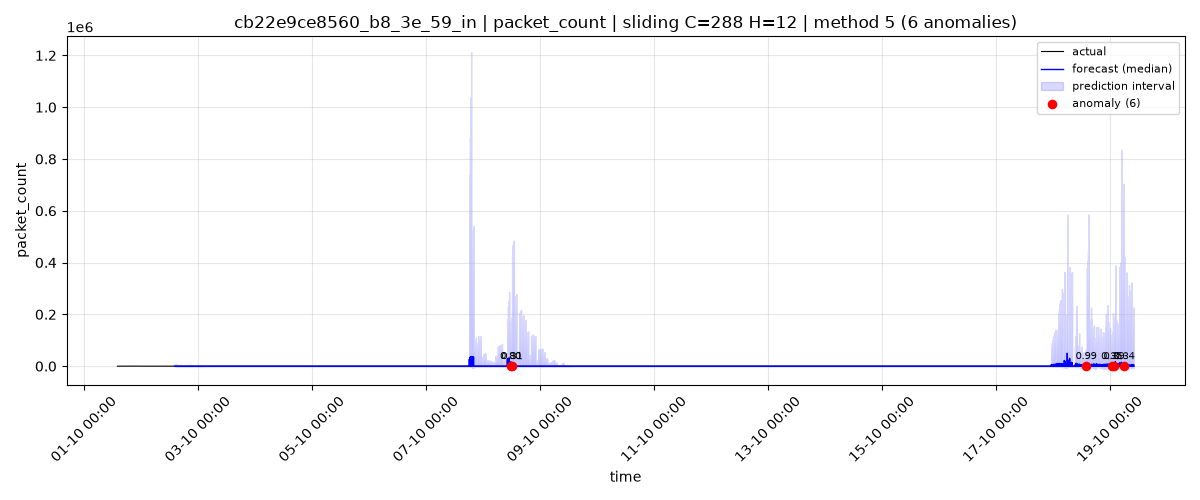 cb22e9ce8560_b8_3e_59_in | packet_count | sliding C=288 H=12 | method 5 (6 anomalies)
1e6
actual
forecast (median)
prediction interval
anomaly (6)
1.2
1.0
0.8
0.6
0.4
0.2
0.0
packet_count
0.99
01-10 00:00
03-10 00:00
05-10 00:00
07-10 00:00
09-10 00:00
11-10 00:00
13-10 00:00
15-10 00:00
17-10 00:00
19-10 00:00
time